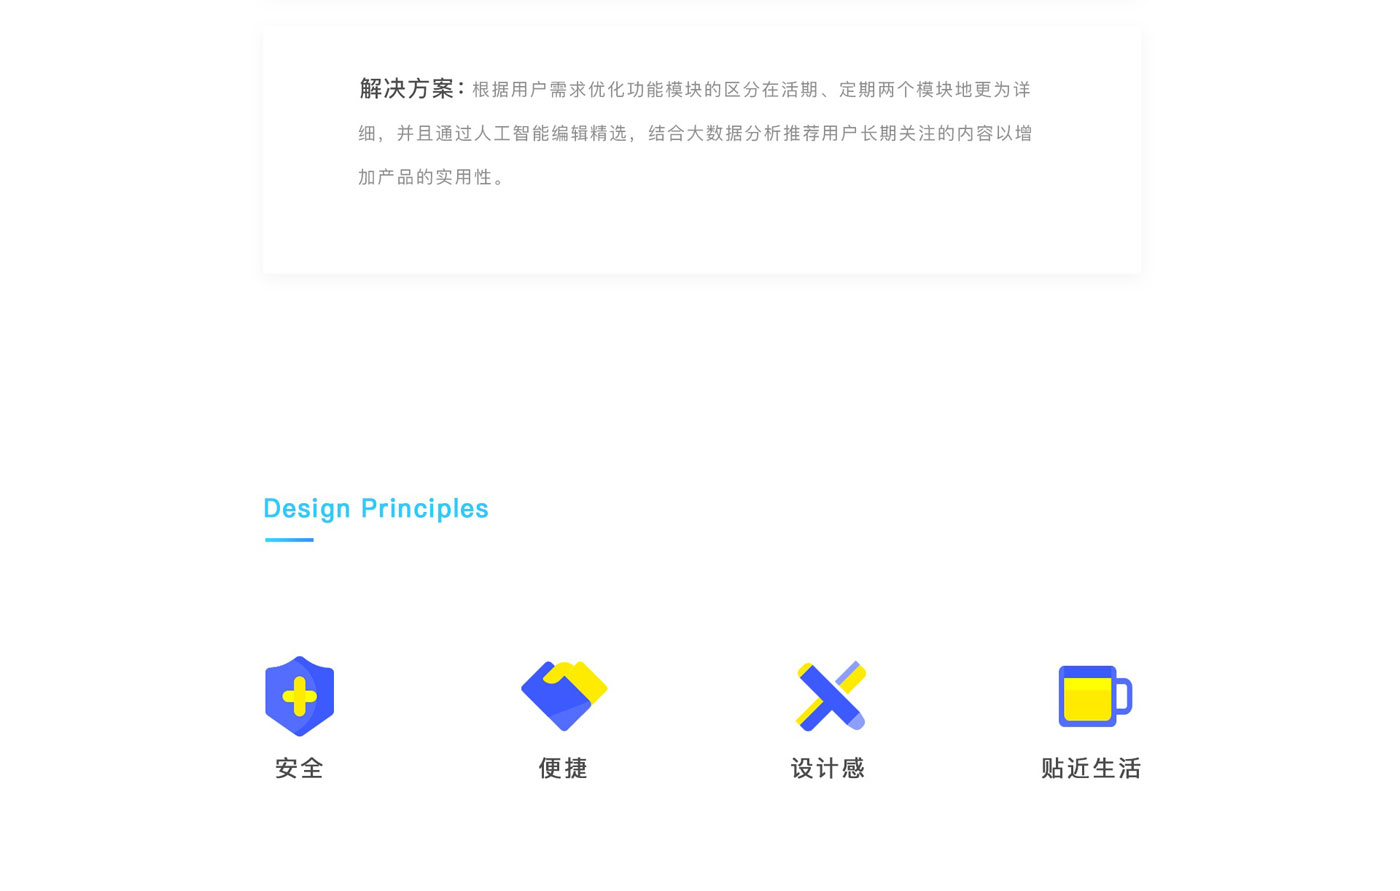 解决方案：根据用户需求优化功能模块的区分在活期、定期两个模块地更为详
细，并且通过人工智能编辑精选，结合大数据分析推荐用户长期关注的内容以增
加产品的实用性。
Design Principles
安全
便捷
设计感
贴近生活